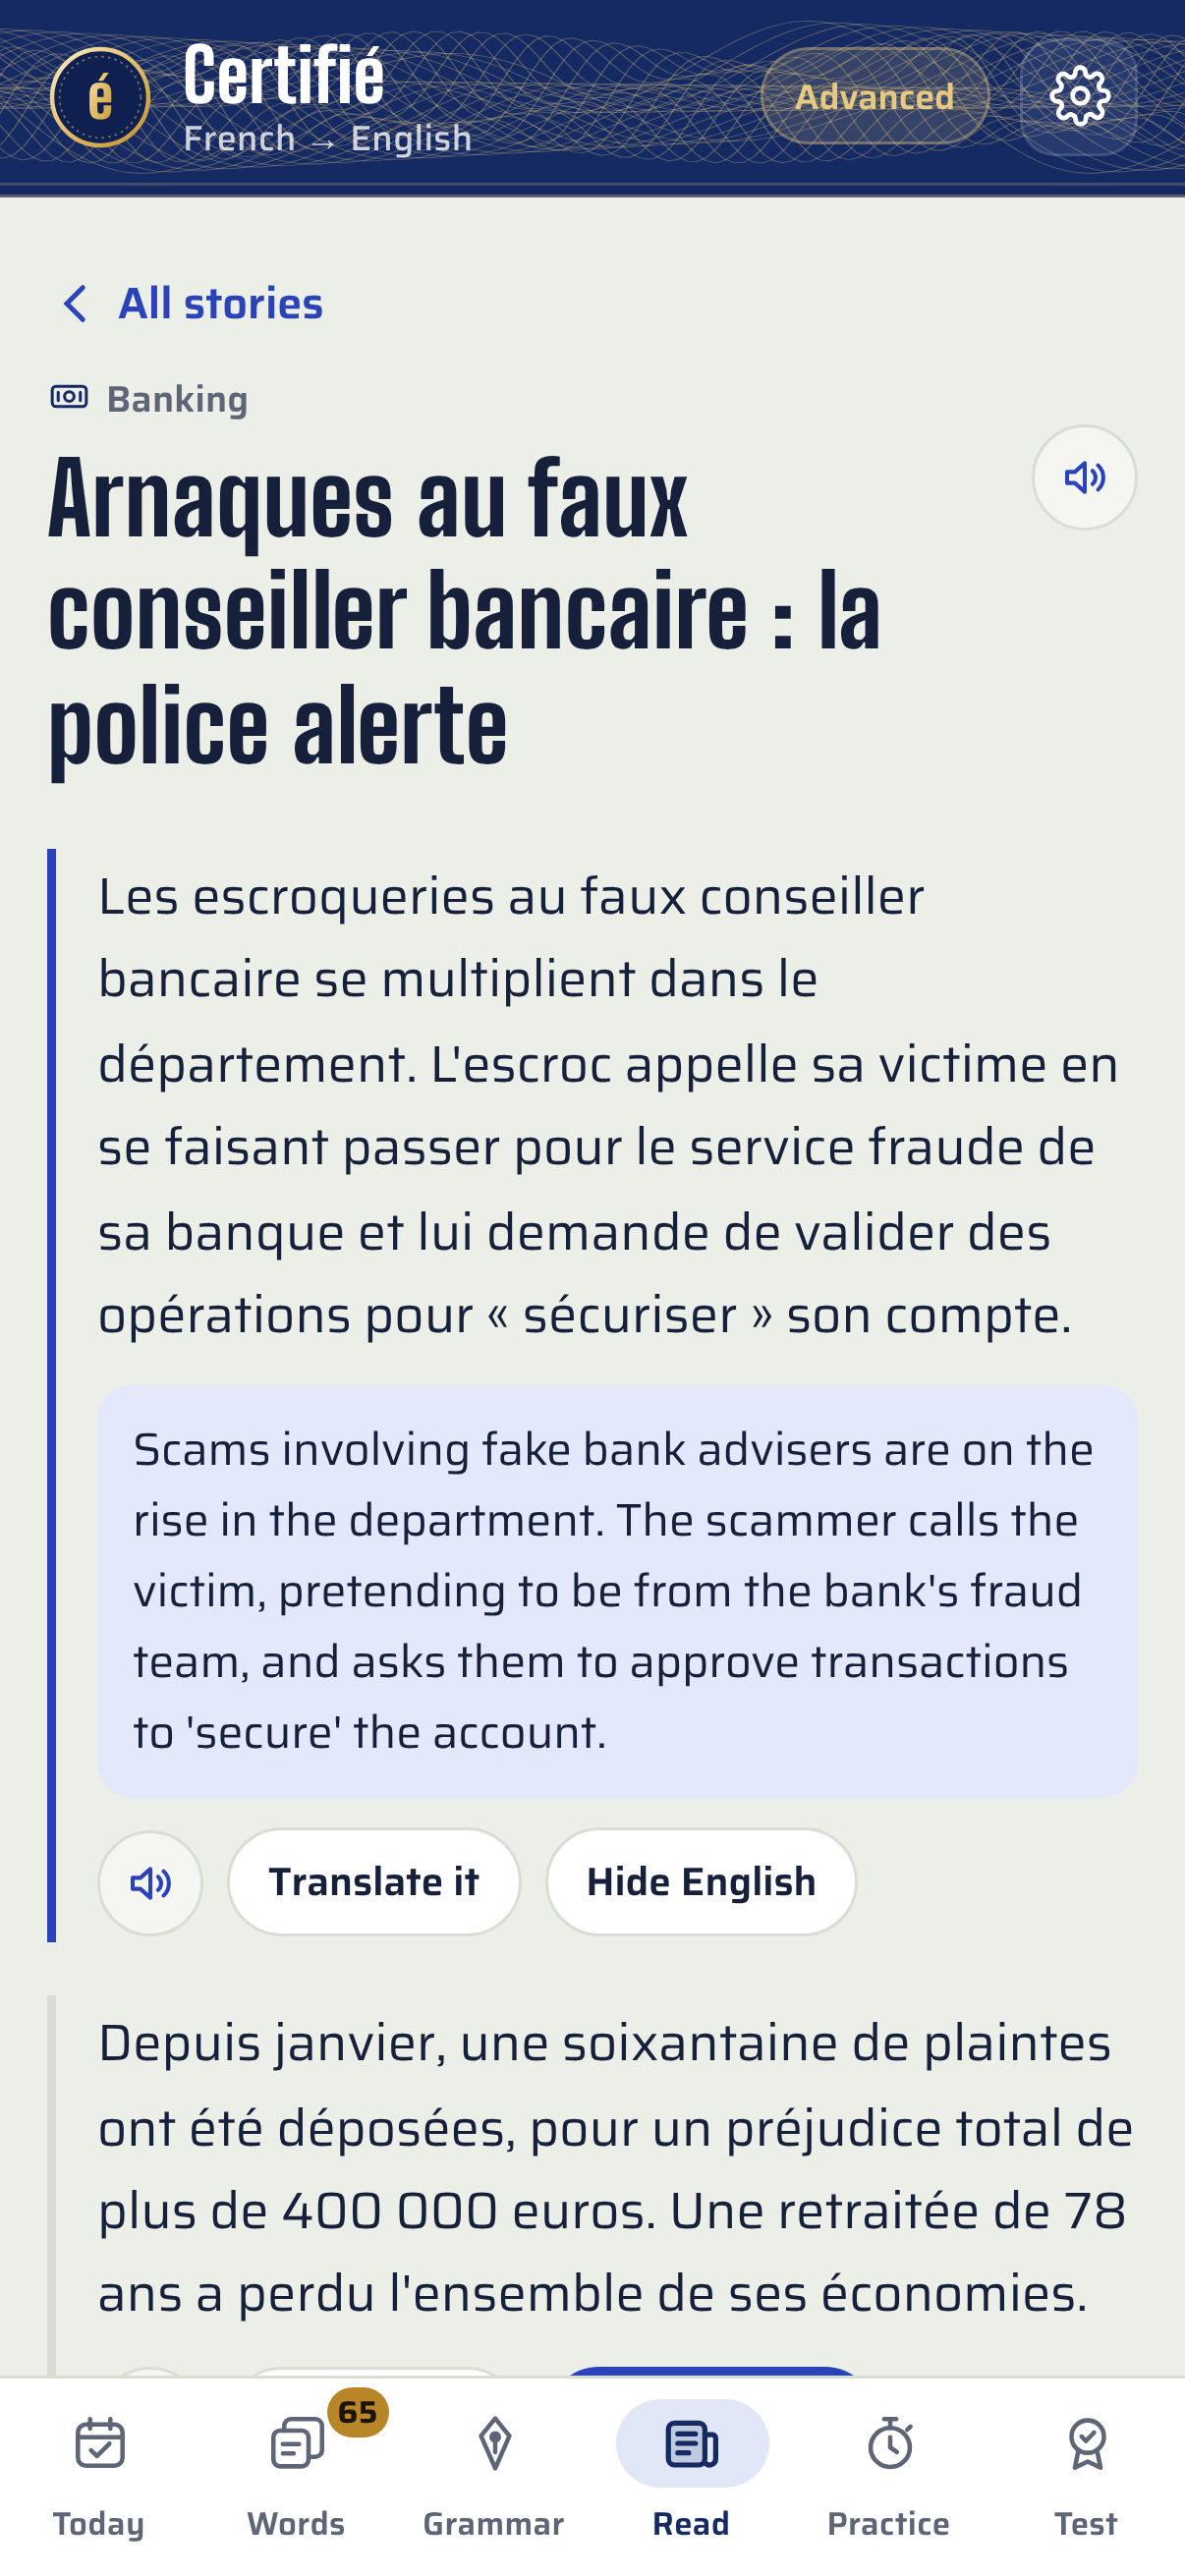 é
Certifié
French → English
Advanced
All stories
Banking
Arnaques au faux
conseiller bancaire : la
police alerte
Les escroqueries au faux conseiller
bancaire se multiplient dans le
département. L'escroc appelle sa victime en
se faisant passer pour le service fraude de
sa banque et lui demande de valider des
opérations pour « sécuriser » son compte.
Scams involving fake bank advisers are on the
rise in the department. The scammer calls the
victim, pretending to be from the bank's fraud
team, and asks them to approve transactions
to 'secure' the account.
Translate it
Hide English
Depuis janvier, une soixantaine de plaintes
ont été déposées, pour un préjudice total de
plus de 400 000 euros. Une retraitée de 78
ans a perdu l'ensemble de ses économies.
65
Today
Words
Grammar
Read
Practice
Test